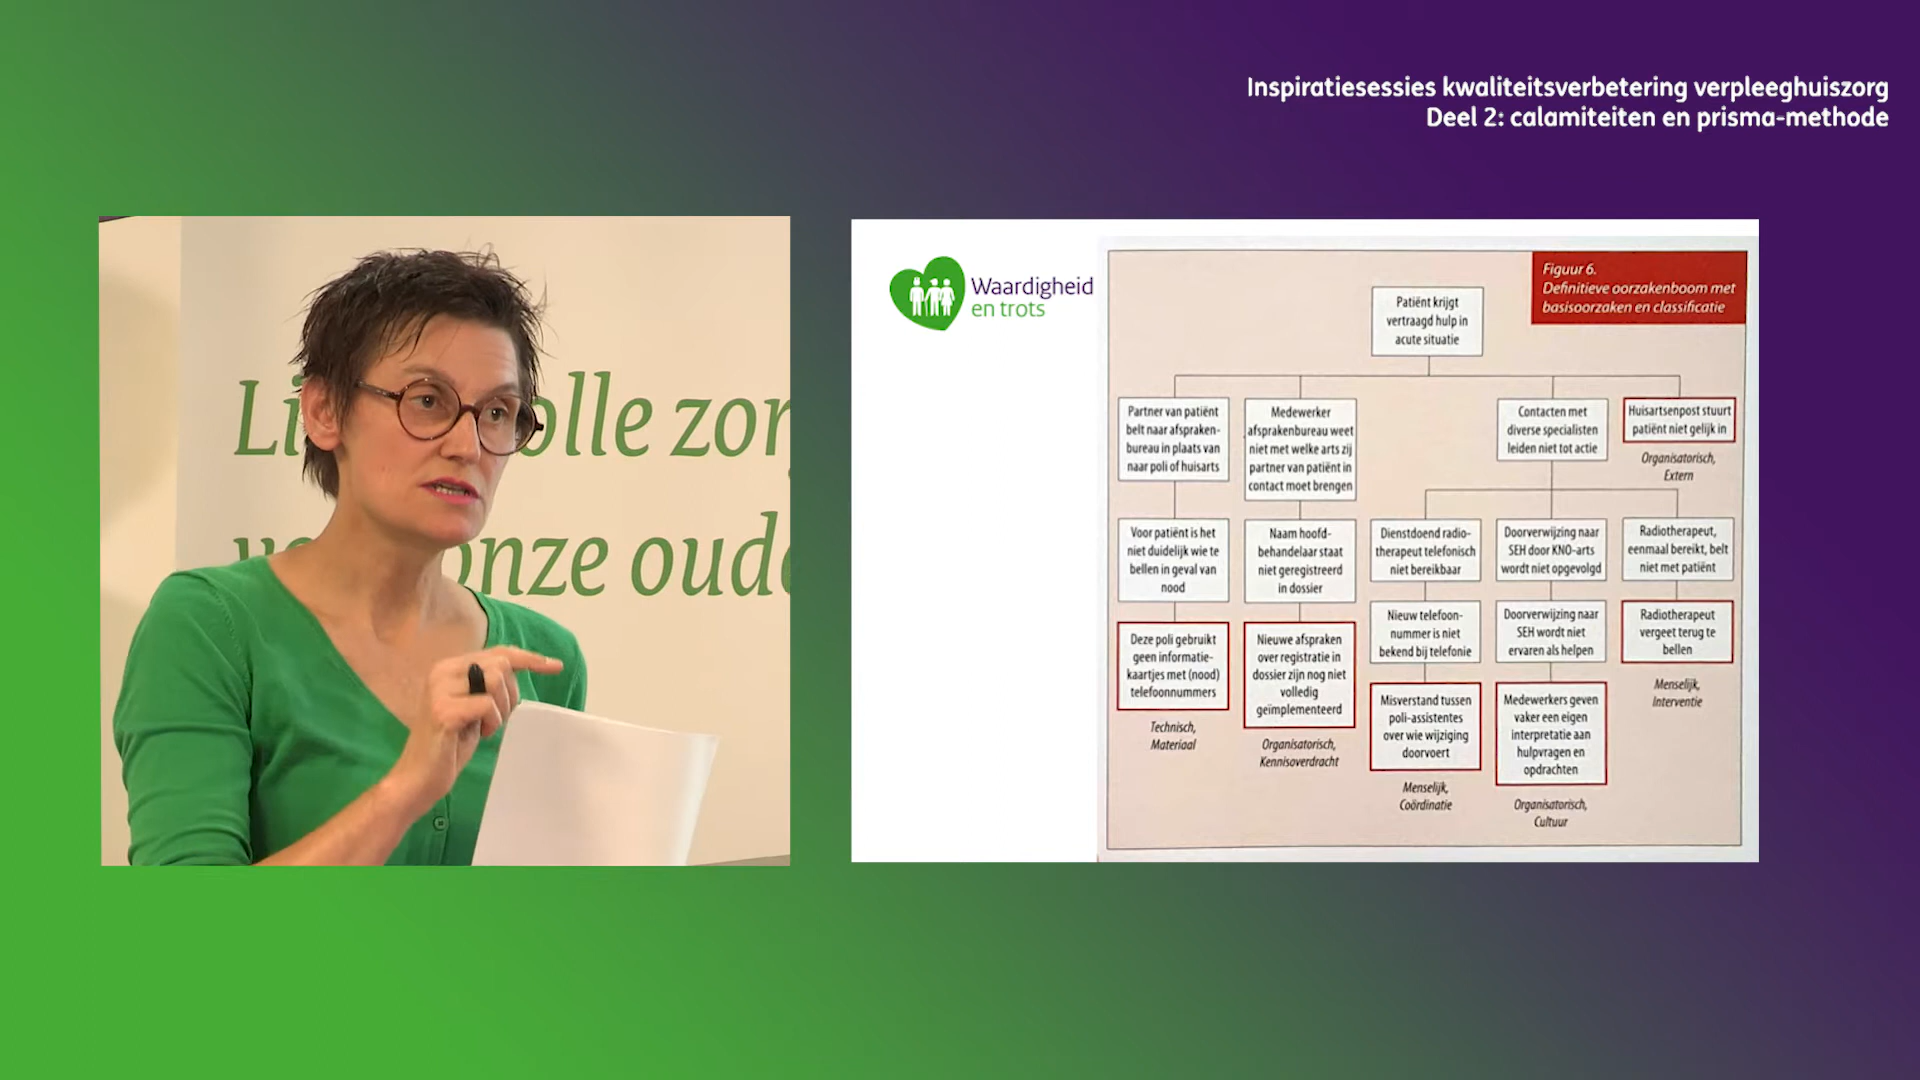 Inspiratiesessies kwaliteitsverbetering verpleeghuiszorg
Deel 2: calamiteiten en prisma-methode
olle zor
onze oud
Waardigheid
en trots
Figuur 6.
Definitieve oorzakenboom met
basisoorzaken en classificatie
Patiënt krijgt
vertraagd hulp in
acute situatie
Partner van patiënt
belt naar afspraken-
bureau in plaats van
naar poli of huisarts
Medewerker
afsprakenbureau weet
niet met welke arts zij
partner van patiënt in
contact moet brengen
Contacten met
diverse specialisten
leiden niet tot actie
Huisartsenpost stuurt
patiënt niet gelijk in
Organisatorisch,
Extern
Voor patiënt is het
niet duidelijk wie te
bellen in geval van
nood
Naam hoofd-
behandelaar staat
niet geregistreerd
in dossier
Dienstdoend radio-
therapeut telefonisch
niet bereikbaar
Doorverwijzing naar
SEH door KNO-arts
wordt niet opgevolgd
Radiotherapeut,
eenmaal bereikt, belt
niet met patiënt
Deze poli gebruikt
geen informatie-
kaartjes met (nood)
telefoonnummers
Technisch,
Materiaal
Nieuwe afspraken
over registratie in
dossier zijn nog niet
volledig
geïmplementeerd
Organisatorisch,
Kennisoverdracht
Nieuw telefoon-
nummer is niet
bekend bij telefonie
Doorverwijzing naar
SEH wordt niet
ervaren als helpen
Radiotherapeut
vergeet terug te
bellen
Menselijk,
Interventie
Misverstand tussen
poli-assistentes
over wie wijziging
doorvoert
Menselijk,
Coördinatie
Medewerkers geven
vaker een eigen
interpretatie aan
hulpvragen en
opdrachten
Organisatorisch,
Cultuur